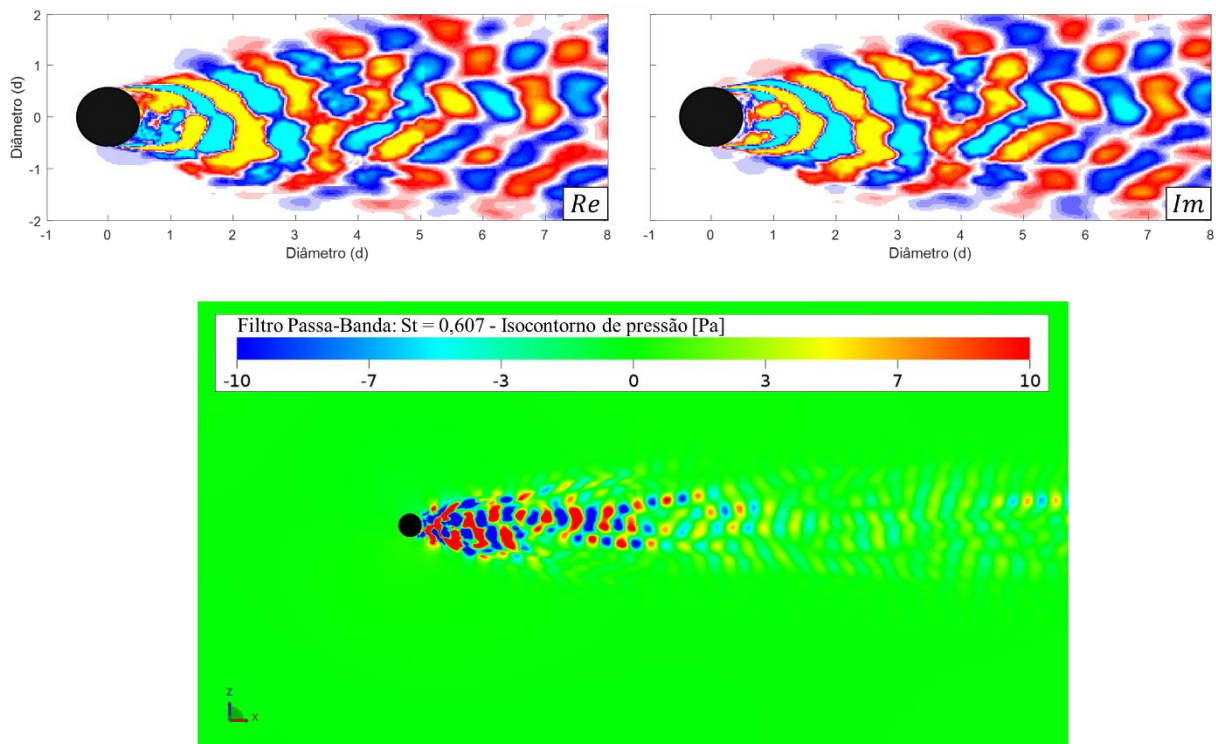 2
1
0
-1
-2
Diâmetro (d)
-1 0 1 2 3 4 5 6 7 8
Diâmetro (d)
Re
-1 0 1 2 3 4 5 6 7 8
Diâmetro (d)
Im
Filtro Passa-Banda: St = 0,607 - Isocontorno de pressão [Pa]
-10 -7 -3 0 3 7 10
Z
X